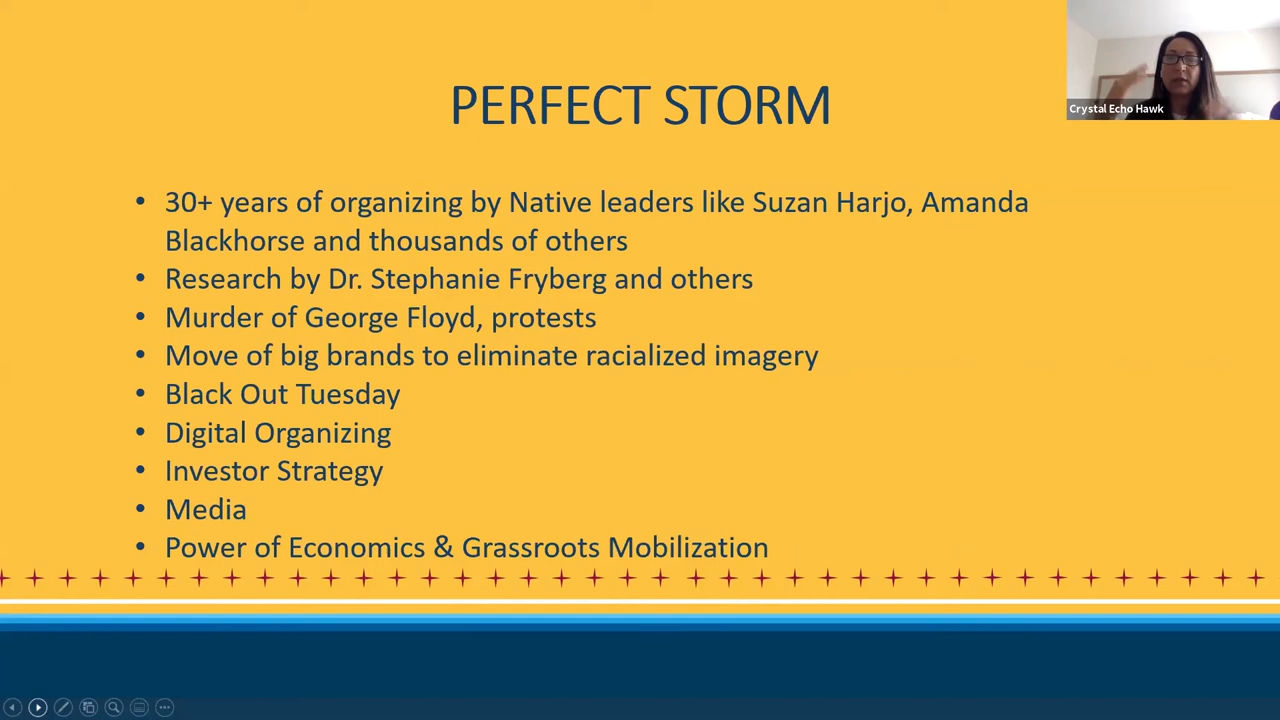 PERFECT STORM
Crystal Echo Hawk
• 30+ years of organizing by Native leaders like Suzan Harjo, Amanda
Blackhorse and thousands of others
• Research by Dr. Stephanie Fryberg and others
• Murder of George Floyd, protests
• Move of big brands to eliminate racialized imagery
• Black Out Tuesday
• Digital Organizing
• Investor Strategy
• Media
• Power of Economics & Grassroots Mobilization